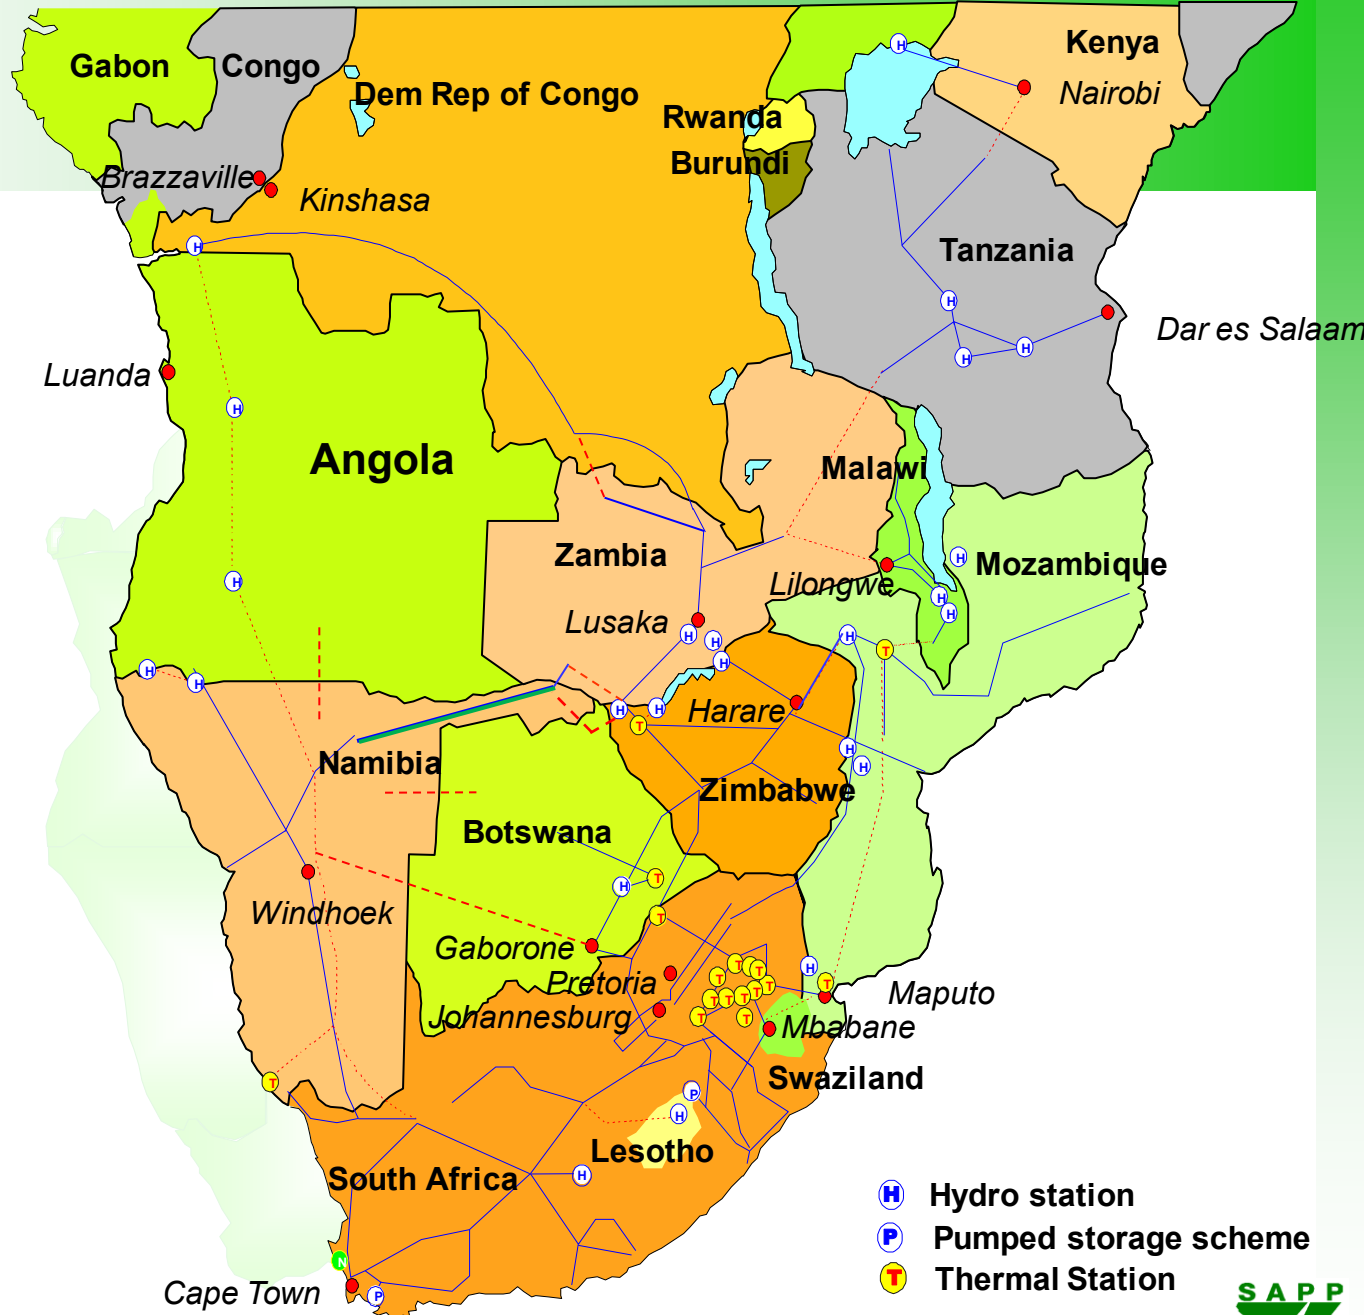 Gabon
Congo
Kenya
Dem Rep of Congo
Nairobi
Rwanda
Burundi
Brazzaville
Kinshasa
Tanzania
Dar es Salaam
Luanda
Angola
Malawi
Zambia
Mozambique
Lilongwe
Lusaka
Harare
Namibia
Zimbabwe
Botswana
Windhoek
Gaborone
Pretoria
Maputo
Johannesburg
Mbabane
Swaziland
Lesotho
South Africa
Cape Town
N
H Hydro station
P Pumped storage scheme
T Thermal Station
SAPP